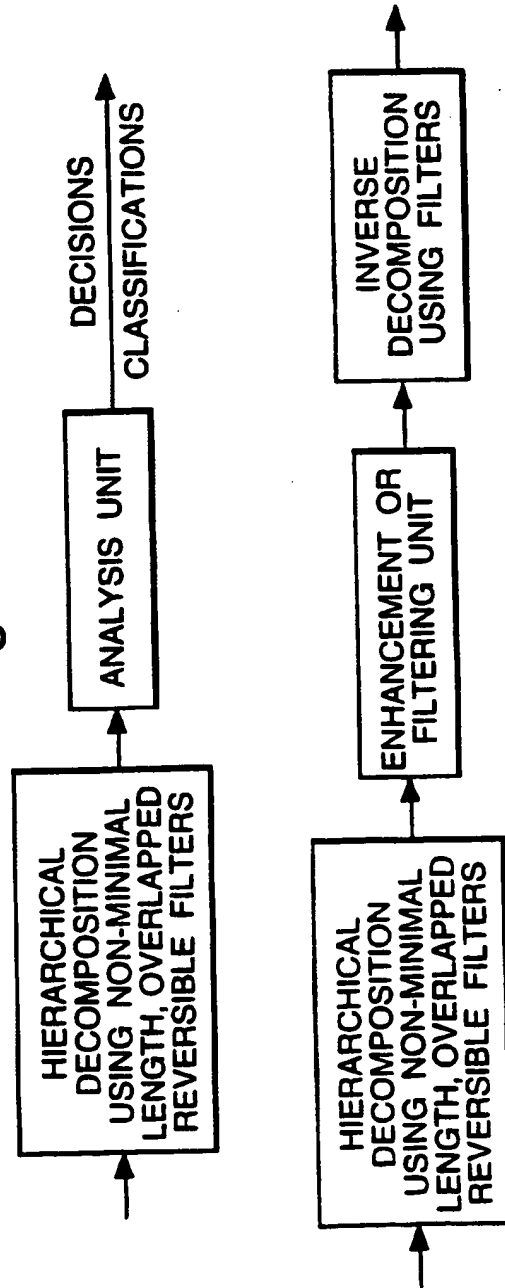 HIERARCHICAL
DECOMPOSITION
USING NON-MINIMAL
LENGTH, OVERLAPPED
REVERSIBLE FILTERS
ANALYSIS UNIT
DECISIONS
CLASSIFICATIONS
HIERARCHICAL
DECOMPOSITION
USING NON-MINIMAL
LENGTH, OVERLAPPED
REVERSIBLE FILTERS
ENHANCEMENT OR
FILTERING UNIT
INVERSE
DECOMPOSITION
USING FILTERS